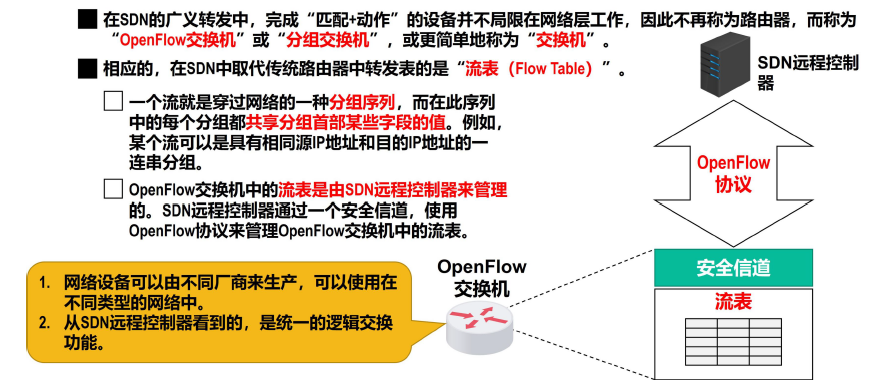 在SDN的广义转发中，完成“匹配+动作”的设备并不局限在网络层工作，因此不再称为路由器，而称为
“OpenFlow交换机”或“分组交换机”，或更简单地称为“交换机”。
相应的，在SDN中取代传统路由器中转发表的是“流表（Flow Table）”。
一个流就是穿过网络的一种分组序列，而在此序列
中的每个分组都共享分组首部某些字段的值。例如，
某个流可以是具有相同源IP地址和目的IP地址的一
连串分组。
OpenFlow交换机中的流表是由SDN远程控制器来管理
的。SDN远程控制器通过一个安全信道，使用
OpenFlow协议来管理OpenFlow交换机中的流表。
1. 网络设备可以由不同厂商来生产，可以使用在
不同类型的网络中。
2. 从SDN远程控制器看到的，是统一的逻辑交换
功能。
OpenFlow
交换机
SDN远程控制
器
OpenFlow
协议
安全信道
流表